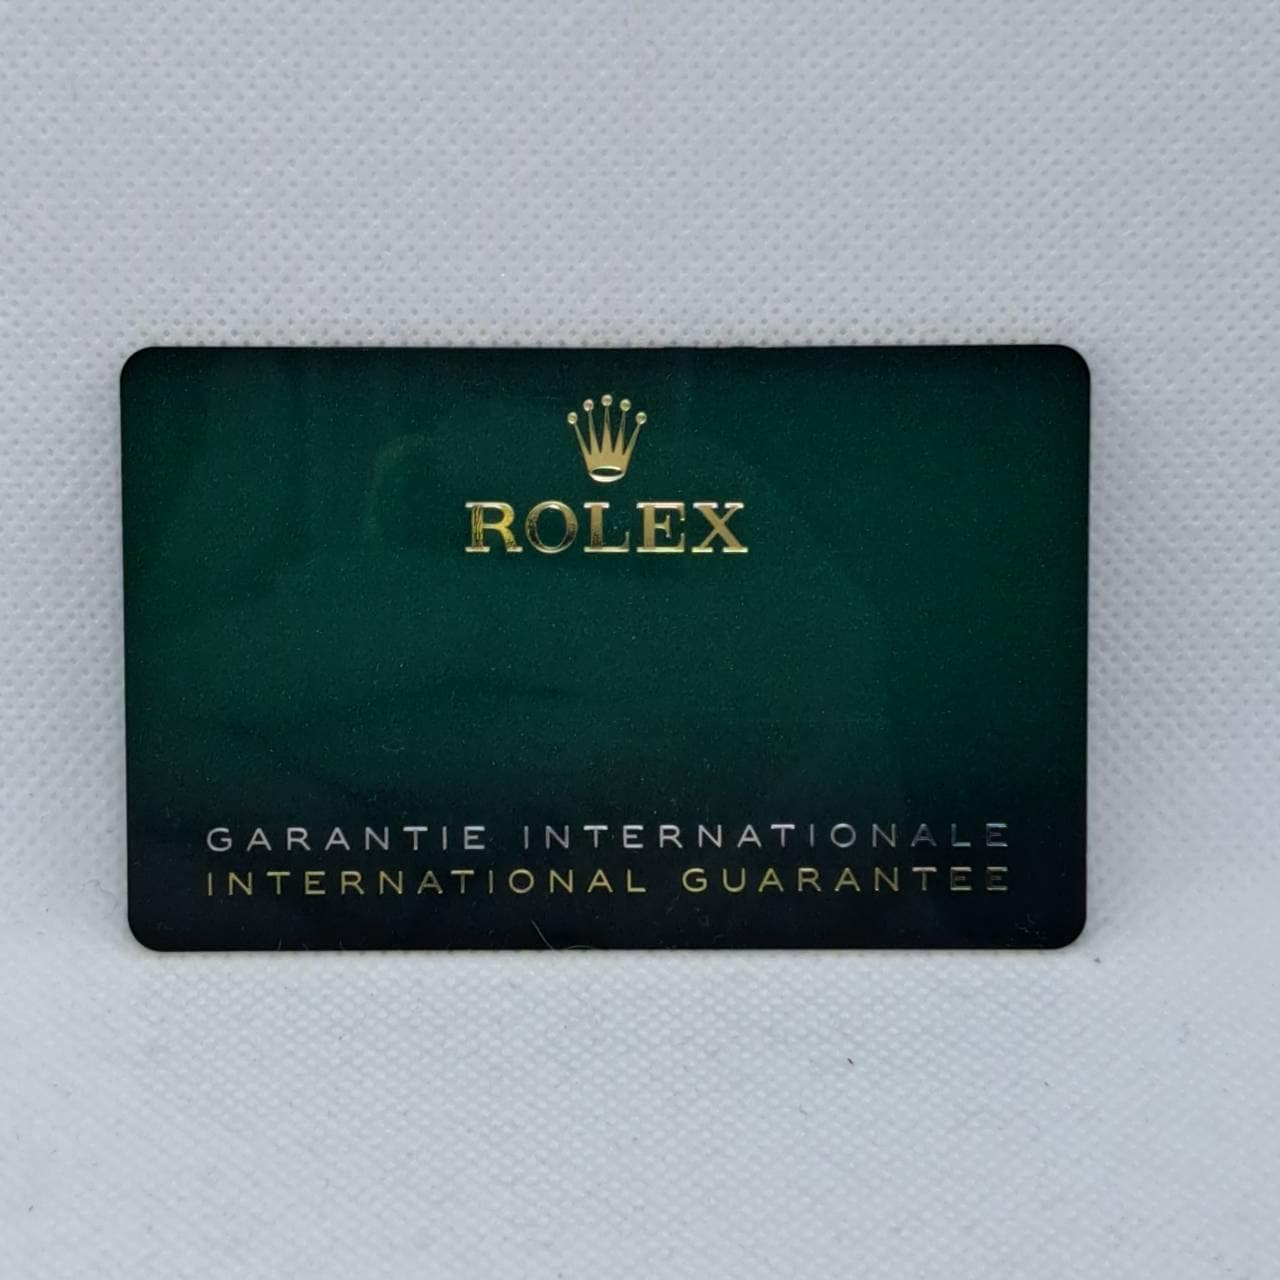 ROLEX
GARANTIE INTERNATIONALE
INTERNATIONAL GUARANTEE